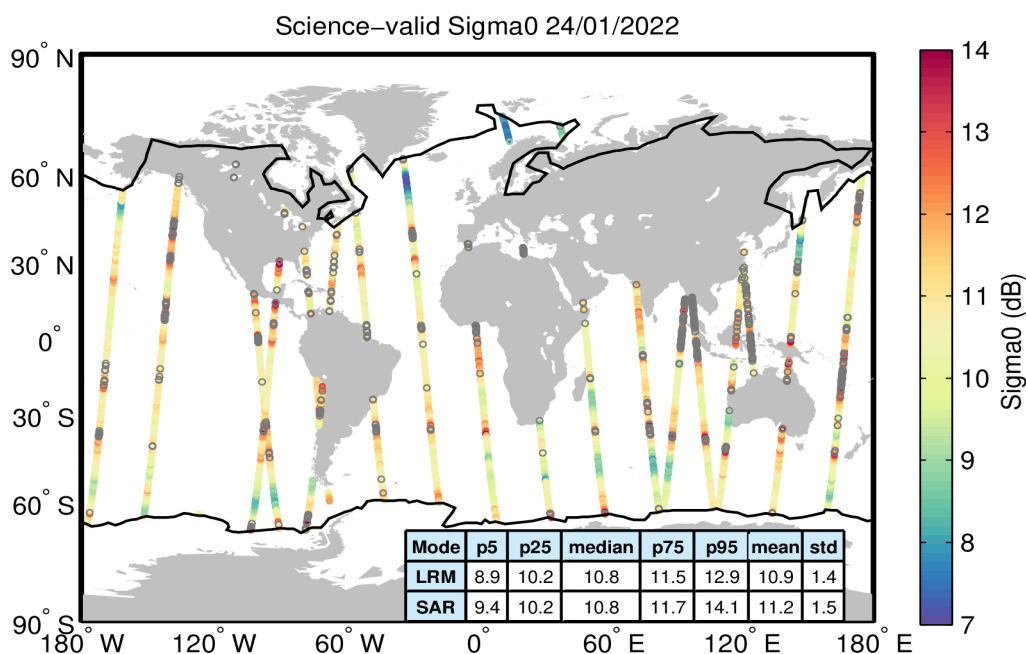 Science−valid Sigma0 24/01/2022
90° N
60° N
30° N
0°
30° S
60° S
90° S
180° W
120° W
60° W
0°
60° E
120° E
180° E
14
13
12
11
10
9
8
7
Sigma0 (dB)
Mode p5 p25 median p75 p95 mean std
LRM 8.9 10.2 10.8 11.5 12.9 10.9 1.4
SAR 9.4 10.2 10.8 11.7 14.1 11.2 1.5